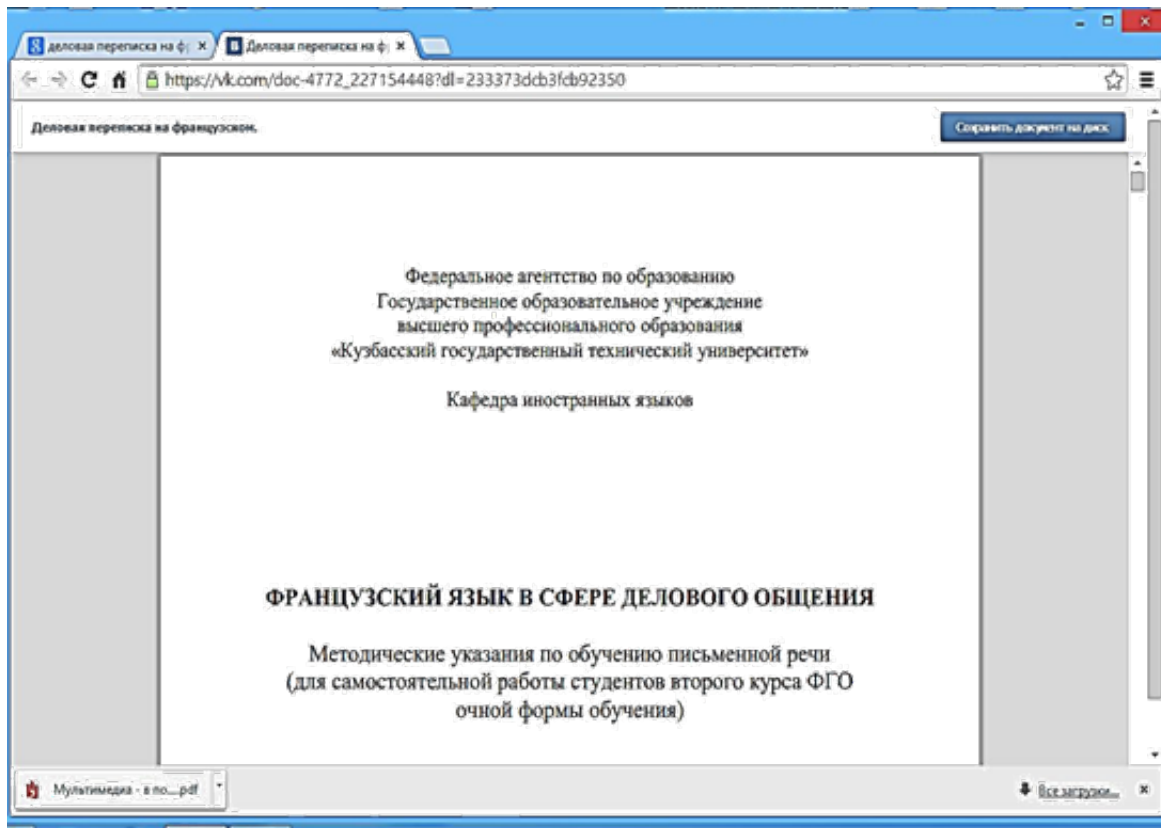 деловая переписка на ф
Деловая переписка на ф
https://vk.com/doc-4772_227154448?dl=233373dcb3fcb92350
Деловая переписка на французском.
Сохранить документ на диск
Федеральное агентство по образованию
Государственное образовательное учреждение
высшего профессионального образования
«Кузбасский государственный технический университет»
Кафедра иностранных языков
ФРАНЦУЗСКИЙ ЯЗЫК В СФЕРЕ ДЕЛОВОГО ОБЩЕНИЯ
Методические указания по обучению письменной речи
(для самостоятельной работы студентов второго курса ФГО
очной формы обучения)
Мультимедиа - в по....pdf
Все загрузки...